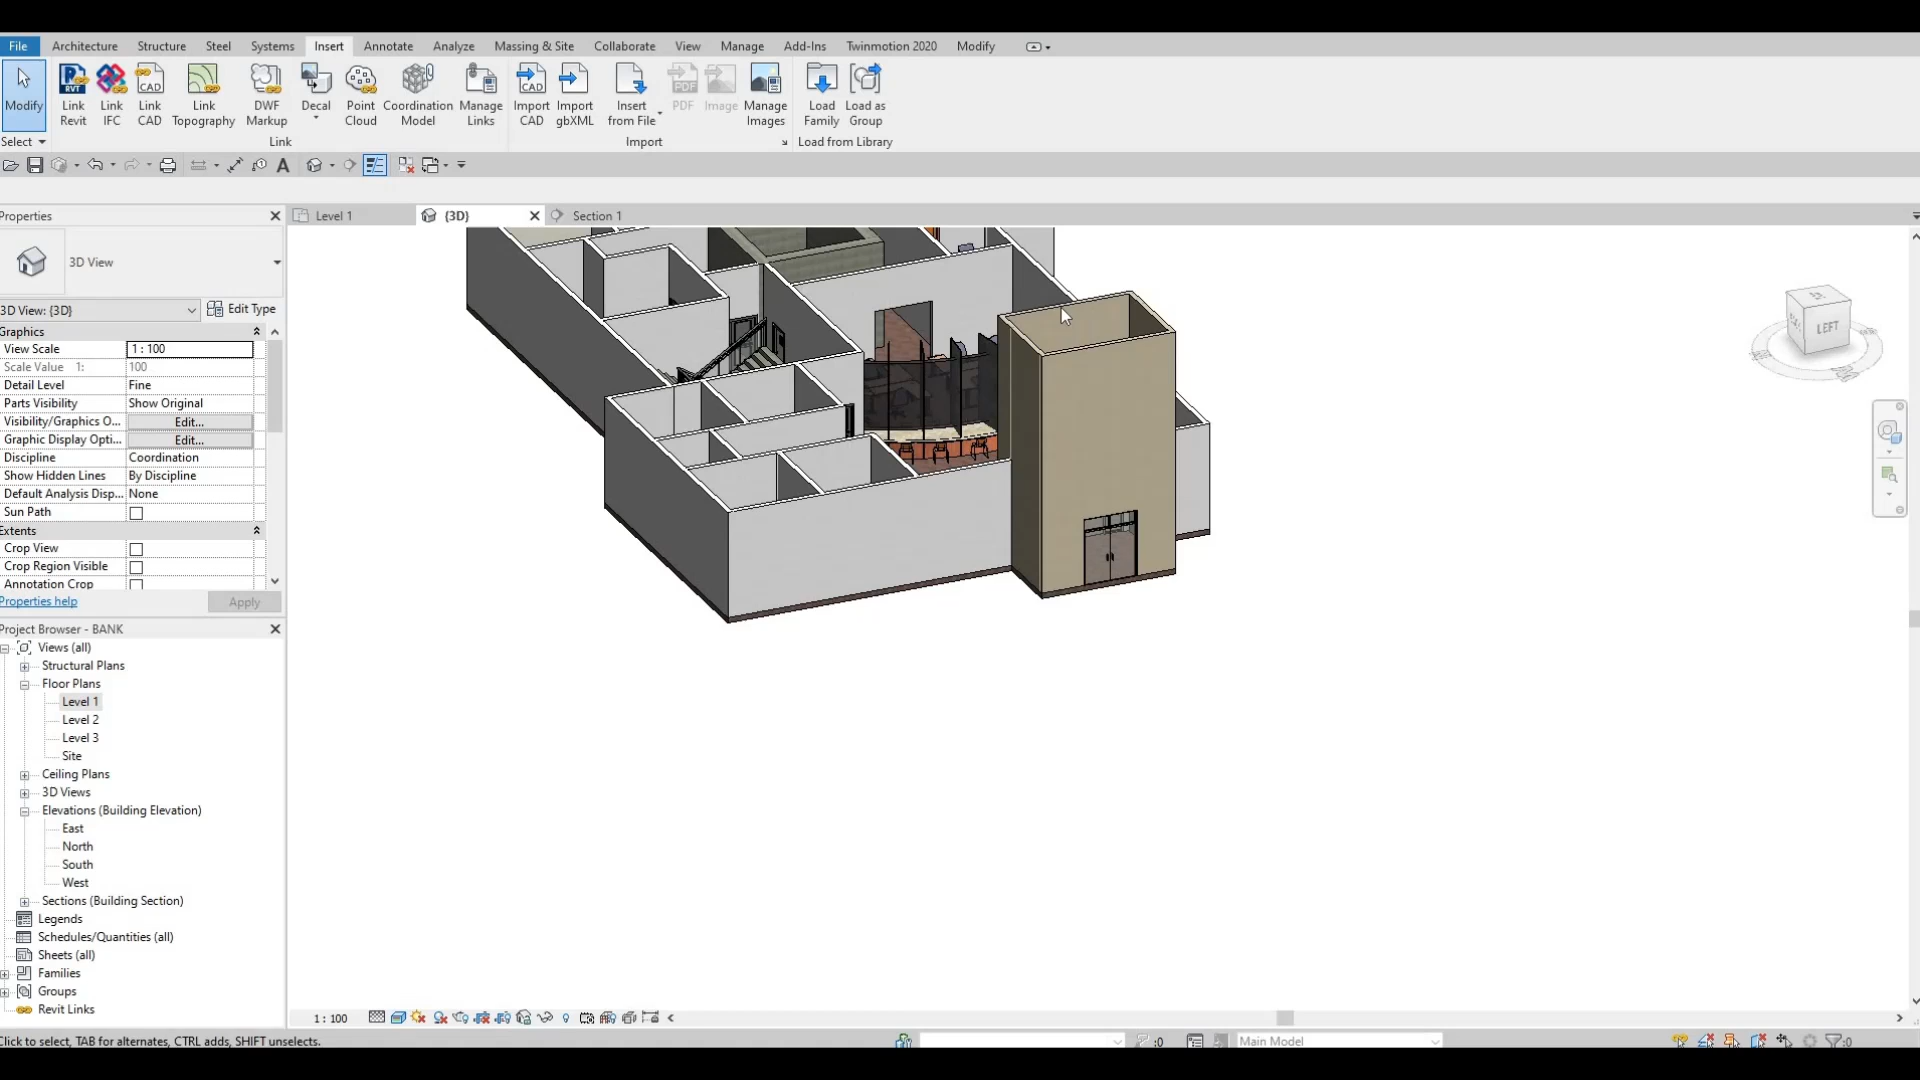 File Architecture Structure Steel Systems Insert Annotate Analyze Massing & Site Collaborate View Manage Add-Ins Twinmotion 2020 Modify
Modify
Link Revit
Link IFC
Link CAD
Link Topography
DWF Markup
Decal
Point Cloud
Coordination Model
Manage Links
Import CAD
Import gbXML
Insert from File
PDF
Image
Manage Images
Load Family
Load as Group
Select Link Import Load from Library
Properties
Level 1 {3D} Section 1
3D View
3D View: {3D} Edit Type
Graphics
View Scale 1 : 100
Scale Value 1: 100
Detail Level Fine
Parts Visibility Show Original
Visibility/Graphics O... Edit...
Graphic Display Opti... Edit...
Discipline Coordination
Show Hidden Lines By Discipline
Default Analysis Disp... None
Sun Path
Extents
Crop View
Crop Region Visible
Annotation Crop
Properties help Apply
Project Browser - BANK
Views (all)
Structural Plans
Floor Plans
Level 1
Level 2
Level 3
Site
Ceiling Plans
3D Views
Elevations (Building Elevation)
East
North
South
West
Sections (Building Section)
Legends
Schedules/Quantities (all)
Sheets (all)
Families
Groups
Revit Links
LEFT
1 : 100
Click to select, TAB for alternates, CTRL adds, SHIFT unselects. :0 Main Model :0